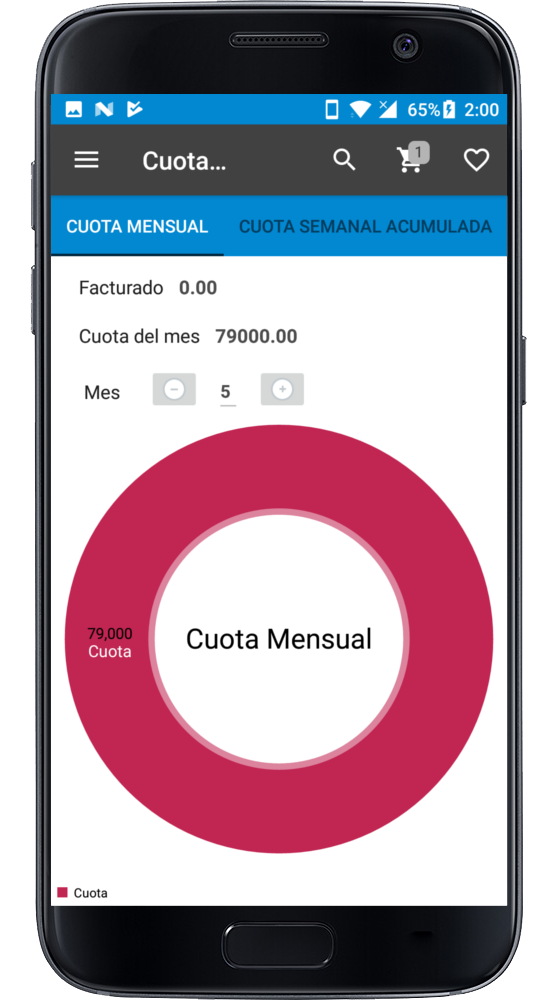 65% 2:00
Cuota...
1
CUOTA MENSUAL CUOTA SEMANAL ACUMULADA
Facturado 0.00
Cuota del mes 79000.00
Mes − 5 +
79,000
Cuota
Cuota Mensual
Cuota